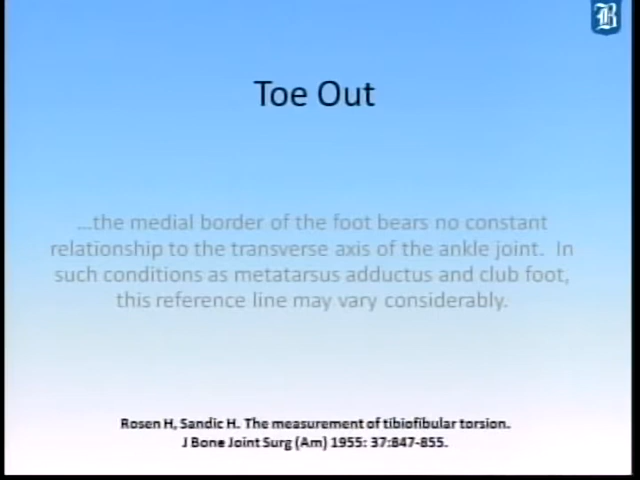 B
Toe Out
...the medial border of the foot bears no constant
relationship to the transverse axis of the ankle joint. In
such conditions as metatarsus adductus and club foot,
this reference line may vary considerably.
Rosen H, Sandic H. The measurement of tibiofibular torsion.
J Bone Joint Surg (Am) 1955: 37:847-855.